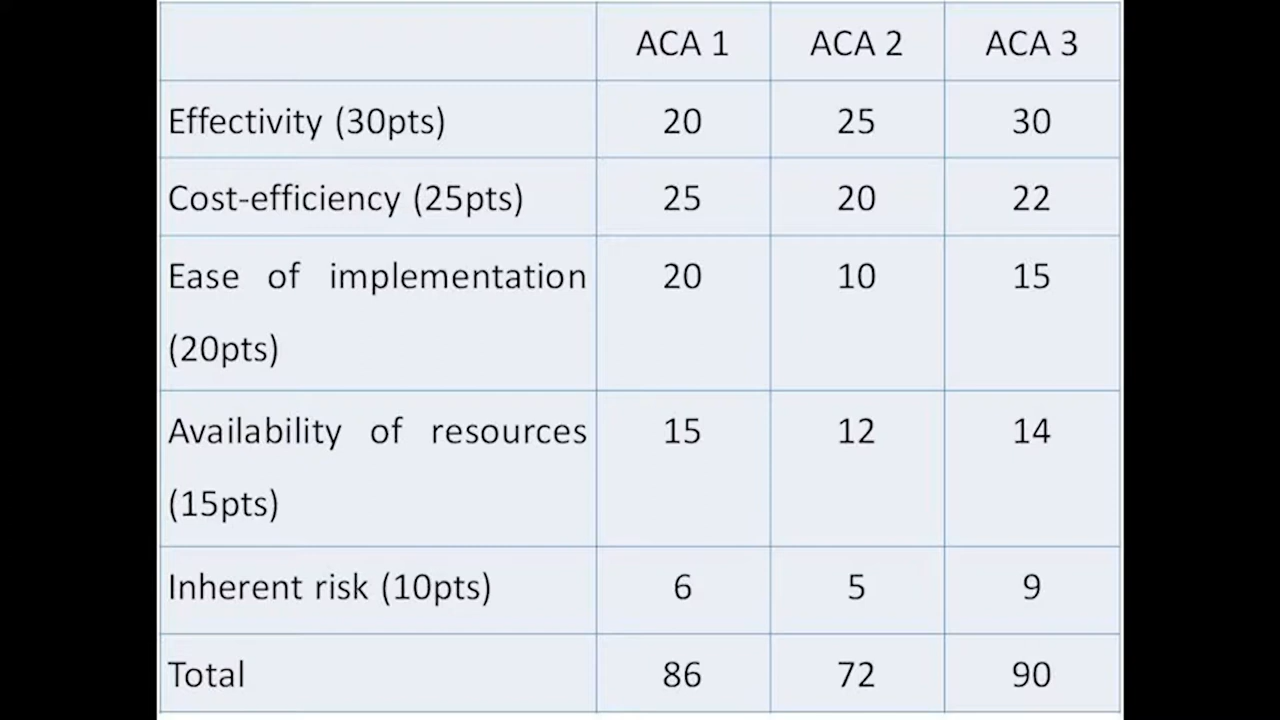 ACA 1 ACA 2 ACA 3
Effectivity (30pts) 20 25 30
Cost-efficiency (25pts) 25 20 22
Ease of implementation 20 10 15
(20pts)
Availability of resources 15 12 14
(15pts)
Inherent risk (10pts) 6 5 9
Total 86 72 90